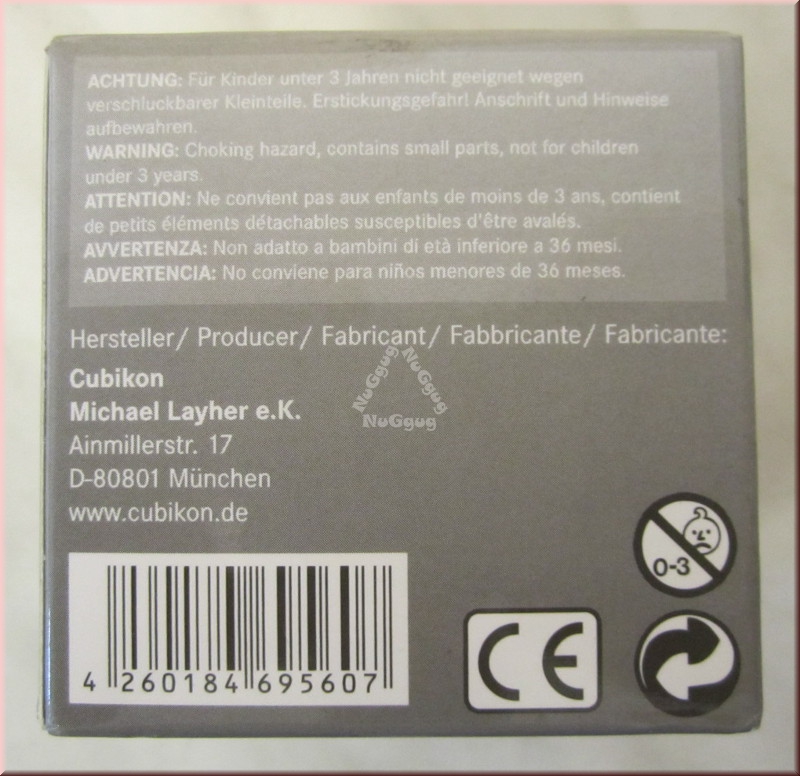 ACHTUNG: Für Kinder unter 3 Jahren nicht geeignet wegen
verschluckbarer Kleinteile. Erstickungsgefahr! Anschrift und Hinweise
aufbewahren.
WARNING: Choking hazard, contains small parts, not for children
under 3 years.
ATTENTION: Ne convient pas aux enfants de moins de 3 ans, contient
de petits éléments détachables susceptibles d'être avalés.
AVVERTENZA: Non adatto a bambini di età inferiore a 36 mesi.
ADVERTENCIA: No conviene para niños menores de 36 meses.
Hersteller/ Producer/ Fabricant/ Fabbricante/ Fabricante:
NuGgug NuGgug
NuGgug
Cubikon
Michael Layher e.K.
Ainmillerstr. 17
D-80801 München
www.cubikon.de
0-3
CE
4 260184 695607